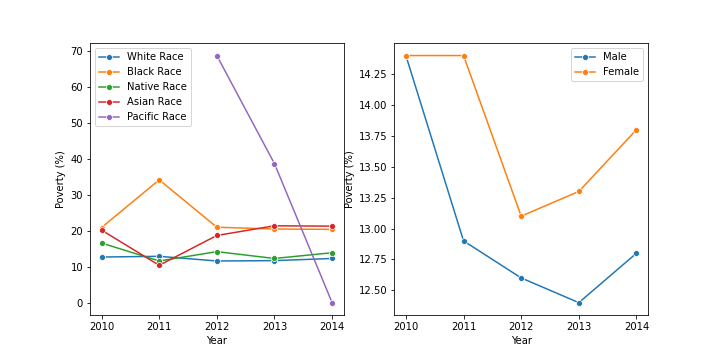 White Race
Black Race
Native Race
Asian Race
Pacific Race
70
60
50
40
30
20
10
0
Poverty (%)
2010 2011 2012 2013 2014
Year
Male
Female
14.25
14.00
13.75
13.50
13.25
13.00
12.75
12.50
Poverty (%)
2010 2011 2012 2013 2014
Year